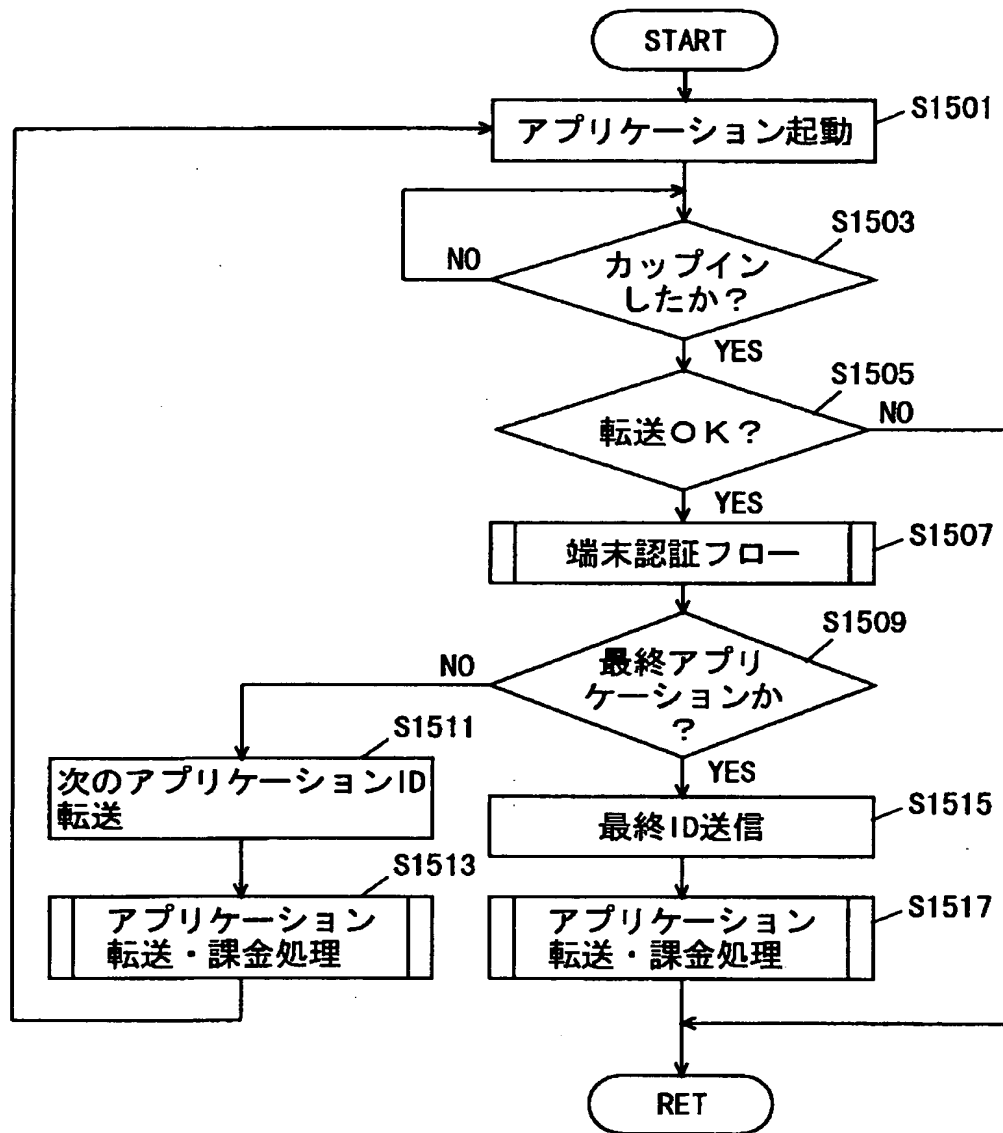 START
アプリケーション起動
S1501
カップイン
したか?
S1503
NO
YES
転送OK?
S1505
NO
YES
端末認証フロー
S1507
最終アプリ
ケーションか
?
S1509
NO
YES
次のアプリケーションID
転送
S1511
アプリケーション
転送・課金処理
S1513
最終ID送信
S1515
アプリケーション
転送・課金処理
S1517
RET